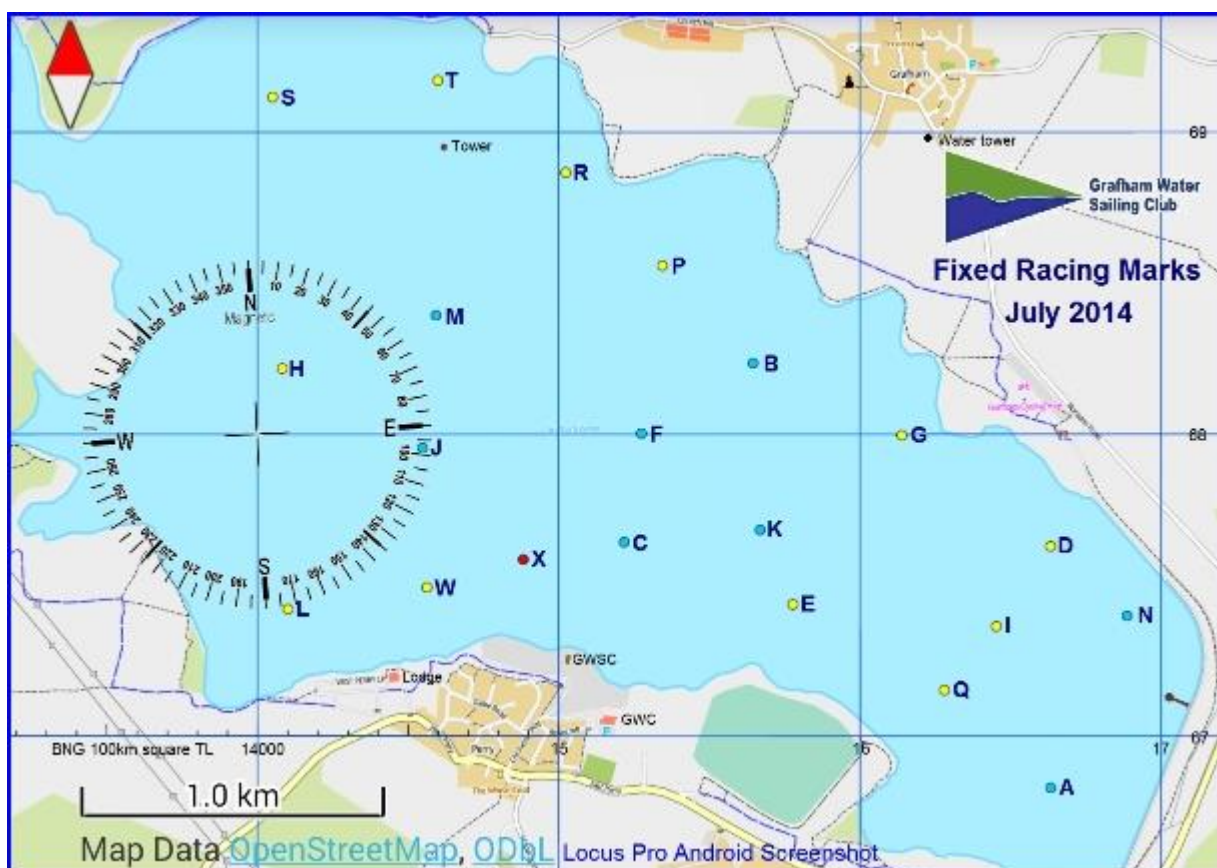 T
S
69
Tower
Water tower
Grafham
R
Grafham Water
Sailing Club
P
Fixed Racing Marks
July 2014
N
Magnetic
M
B
H
E
W
J
F
G
68
K
C
D
X
W
E
S
L
N
I
GWSC
Lodge
Q
GWC
Perry
BNG 100km square TL
14000
15
16
17
67
1.0 km
A
Map Data OpenStreetMap, ODbL Locus Pro Android Screenshot